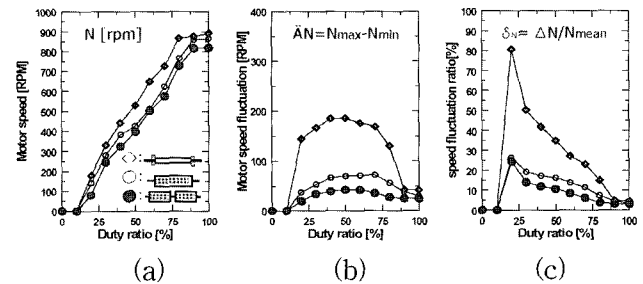 N [rpm]
Motor speed [RPM]
900
800
700
600
500
400
300
200
100
0
0 25 50 75 100
Duty ratio [%]
(a)
ÄN=Nmax-Nmin
Motor speed fluctuation [RPM]
400
300
200
100
0
0 25 50 75 100
Duty ratio [%]
(b)
δN= ΔN/Nmean
speed fluctuation ratio[%]
100
90
80
70
60
50
40
30
20
10
0
0 25 50 75 100
Duty ratio [%]
(c)